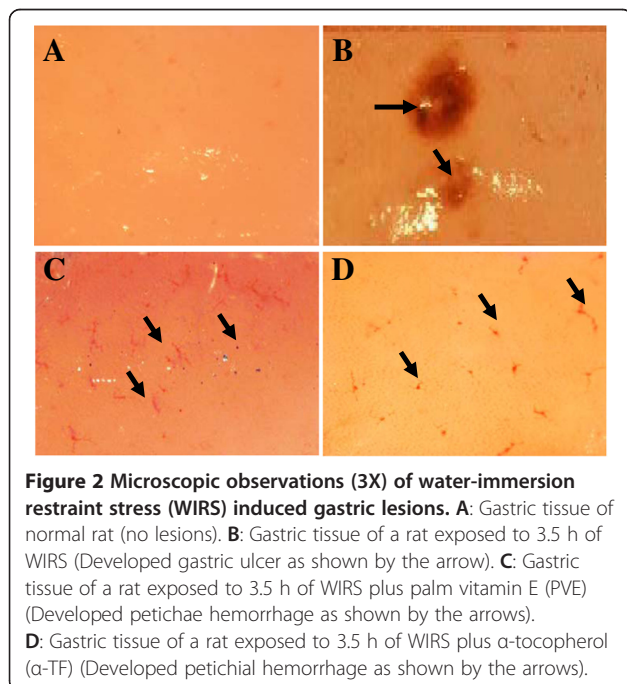 A
B
C
D
Figure 2 Microscopic observations (3X) of water-immersion
restraint stress (WIRS) induced gastric lesions. A: Gastric tissue of
normal rat (no lesions). B: Gastric tissue of a rat exposed to 3.5 h of
WIRS (Developed gastric ulcer as shown by the arrow). C: Gastric
tissue of a rat exposed to 3.5 h of WIRS plus palm vitamin E (PVE)
(Developed petichae hemorrhage as shown by the arrows).
D: Gastric tissue of a rat exposed to 3.5 h of WIRS plus α-tocopherol
(α-TF) (Developed petichial hemorrhage as shown by the arrows).